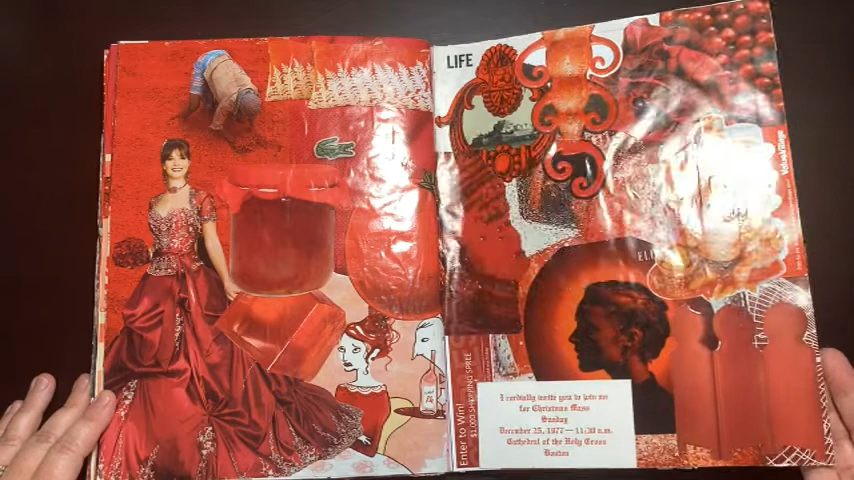 LIFE
ValueVillage
Enter to Win!
$1,000 SHOPPING SPREE
I cordially invite you to join me
for Christmas Mass
Sunday
December 25, 1977 — 11:30 a.m.
Cathedral of the Holy Cross
Boston